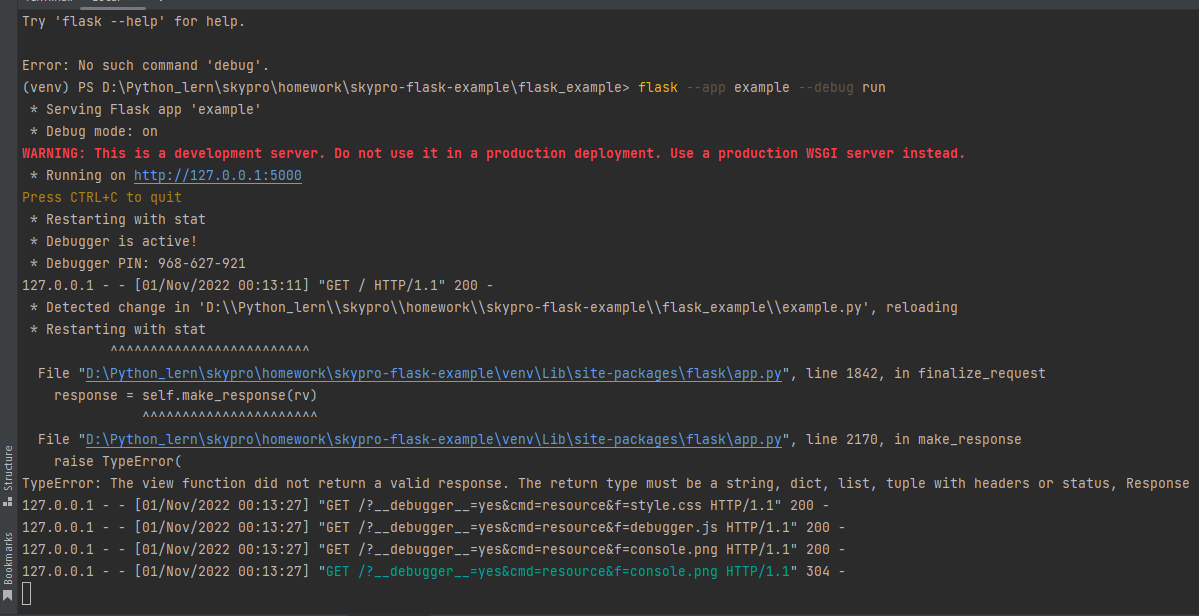 Try 'flask --help' for help.
Error: No such command 'debug'.
(venv) PS D:\Python_lern\skypro\homework\skypro-flask-example\flask_example> flask --app example --debug run
 * Serving Flask app 'example'
 * Debug mode: on
WARNING: This is a development server. Do not use it in a production deployment. Use a production WSGI server instead.
 * Running on http://127.0.0.1:5000
Press CTRL+C to quit
 * Restarting with stat
 * Debugger is active!
 * Debugger PIN: 968-627-921
127.0.0.1 - - [01/Nov/2022 00:13:11] "GET / HTTP/1.1" 200 -
 * Detected change in 'D:\\Python_lern\\skypro\\homework\\skypro-flask-example\\flask_example\\example.py', reloading
 * Restarting with stat
           ^^^^^^^^^^^^^^^^^^^^^^^^^
  File "D:\Python_lern\skypro\homework\skypro-flask-example\venv\Lib\site-packages\flask\app.py", line 1842, in finalize_request
    response = self.make_response(rv)
               ^^^^^^^^^^^^^^^^^^^^^^
  File "D:\Python_lern\skypro\homework\skypro-flask-example\venv\Lib\site-packages\flask\app.py", line 2170, in make_response
    raise TypeError(
TypeError: The view function did not return a valid response. The return type must be a string, dict, list, tuple with headers or status, Response
127.0.0.1 - - [01/Nov/2022 00:13:27] "GET /?__debugger__=yes&cmd=resource&f=style.css HTTP/1.1" 200 -
127.0.0.1 - - [01/Nov/2022 00:13:27] "GET /?__debugger__=yes&cmd=resource&f=debugger.js HTTP/1.1" 200 -
127.0.0.1 - - [01/Nov/2022 00:13:27] "GET /?__debugger__=yes&cmd=resource&f=console.png HTTP/1.1" 200 -
127.0.0.1 - - [01/Nov/2022 00:13:27] "GET /?__debugger__=yes&cmd=resource&f=console.png HTTP/1.1" 304 -
Structure
Bookmarks